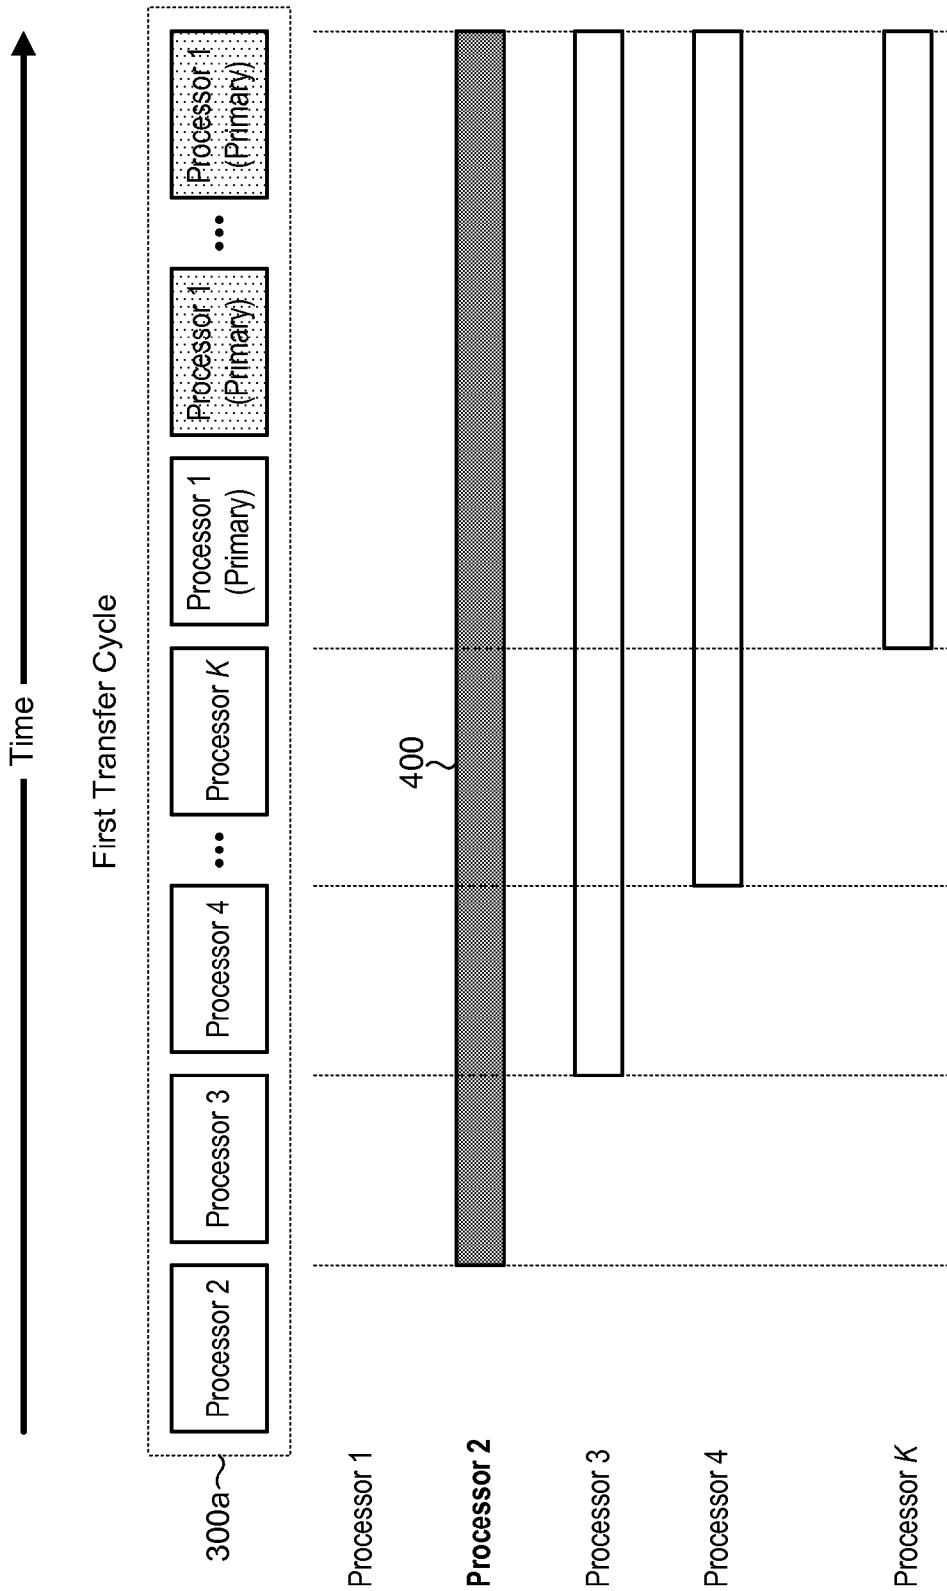 Time
First Transfer Cycle
300a
Processor 2
Processor 3
Processor 4
•••
Processor K
Processor 1
(Primary)
Processor 1
(Primary)
•••
Processor 1
(Primary)
Processor 1
Processor 2
400
Processor 3
Processor 4
Processor K